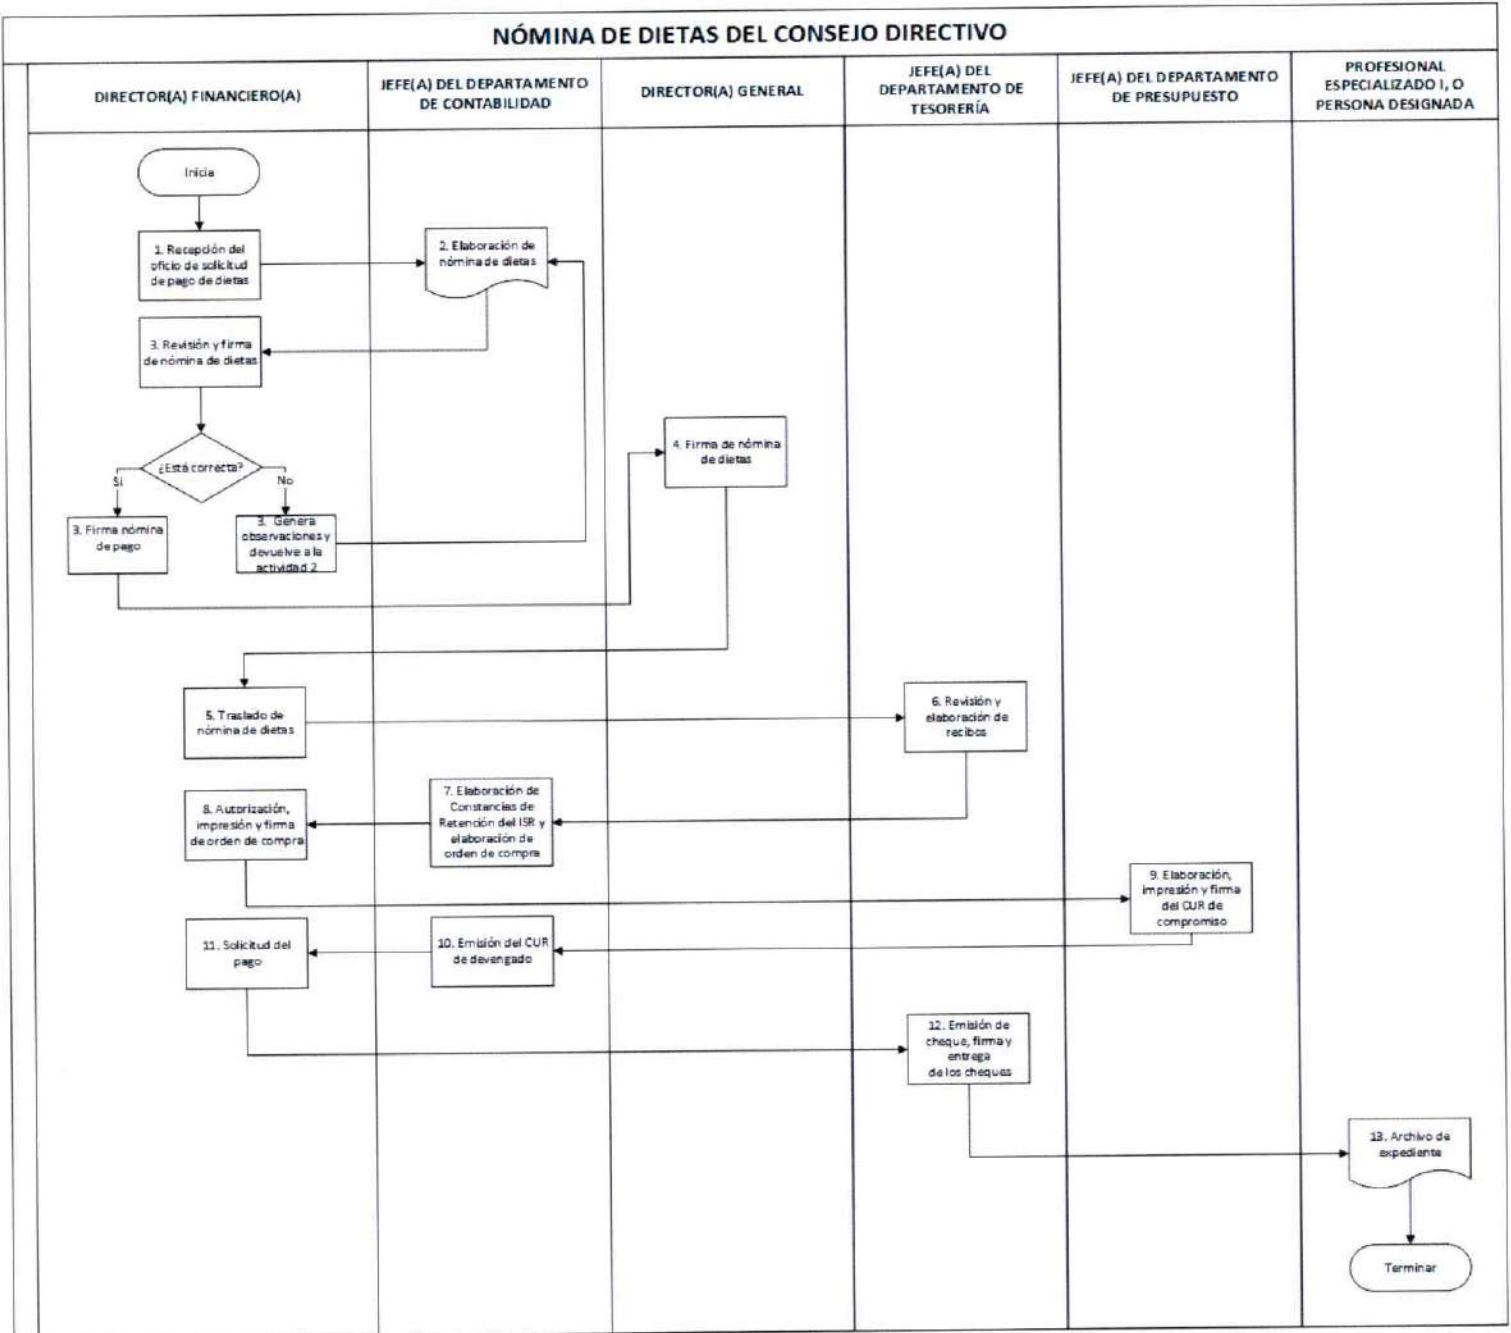 NÓMINA DE DIETAS DEL CONSEJO DIRECTIVO
DIRECTOR(A) FINANCIERO(A)
JEFE(A) DEL DEPARTAMENTO
DE CONTABILIDAD
DIRECTOR(A) GENERAL
JEFE(A) DEL
DEPARTAMENTO DE
TESORERÍA
JEFE(A) DEL DEPARTAMENTO
DE PRESUPUESTO
PROFESIONAL
ESPECIALIZADO I, O
PERSONA DESIGNADA
Inicia
1. Recepción del
oficio de solicitud
de pago de dietas
2. Elaboración de
nómina de dietas
3. Revisión y firma
de nómina de dietas
¿Está correcta?
Si
No
3. Firma nómina
de pago
3. Genera
observaciones y
devuelve a la
actividad 2
4. Firma de nómina
de dietas
5. Traslado de
nómina de dietas
6. Revisión y
elaboración de
recibos
7. Elaboración de
Constancias de
Retención del ISR y
elaboración de
orden de compra
8. Autorización,
impresión y firma
de orden de compra
9. Elaboración,
impresión y firma
del CUR de
compromiso
10. Emisión del CUR
de devengado
11. Solicitud del
pago
12. Emisión de
cheque, firma y
entrega
de los cheques
13. Archivo de
expediente
Terminar